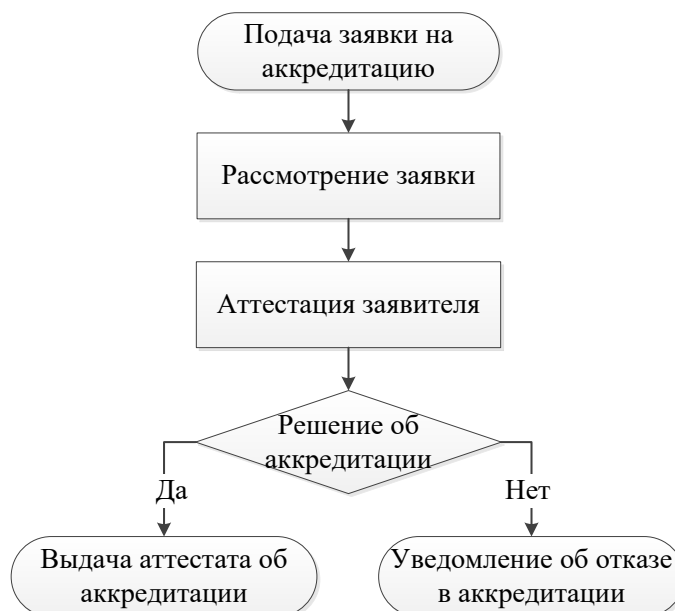 Подача заявки на
аккредитацию
Рассмотрение заявки
Аттестация заявителя
Решение об
аккредитации
Да
Нет
Выдача аттестата об
аккредитации
Уведомление об отказе
в аккредитации